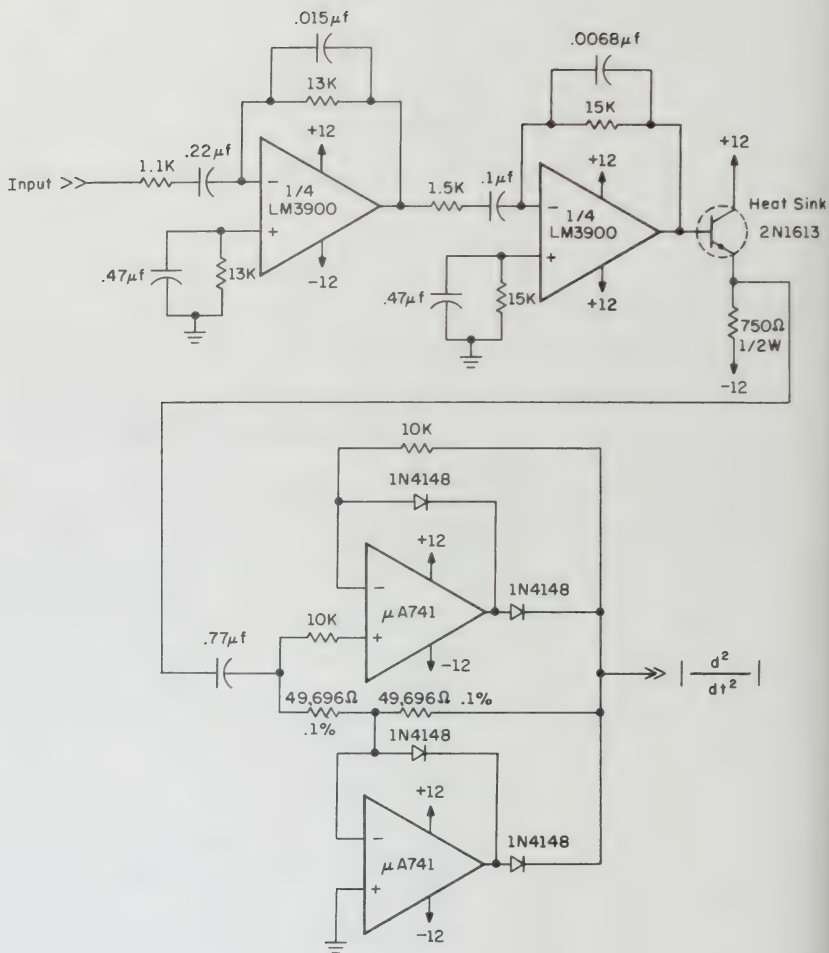 .015μf
13K
+12
.22μf
1.1K
Input >>
−
1/4
LM3900
+
-12
.47μf
13K
.0068μf
15K
+12
.1μf
1.5K
−
1/4
LM3900
+
+12
.47μf
15K
+12
Heat Sink
2N1613
750Ω
1/2W
-12
10K
1N4148
+12
−
μA741
+
-12
1N4148
10K
.77μf
49,696Ω
.1%
49,696Ω .1%
| d² / dt² |
1N4148
+12
−
μA741
+
-12
1N4148